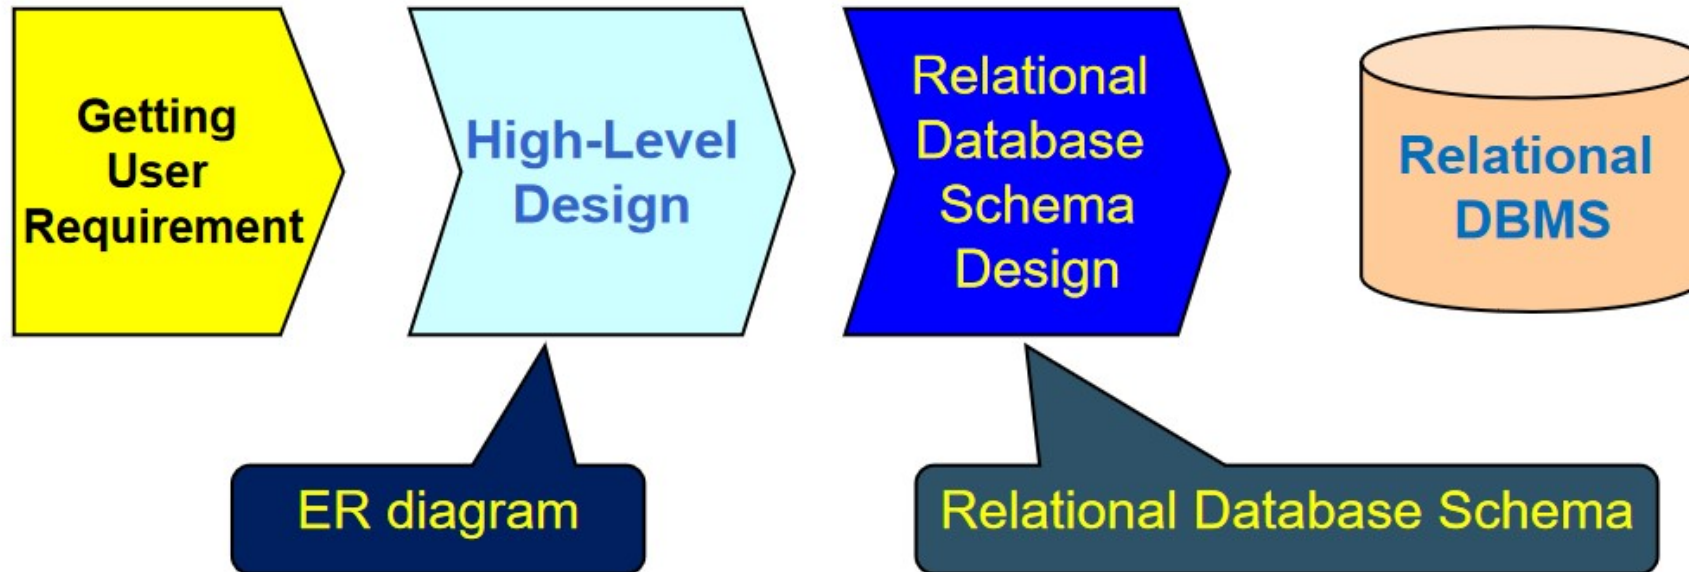 Getting
User
Requirement
High-Level
Design
Relational
Database
Schema
Design
Relational
DBMS
ER diagram
Relational Database Schema